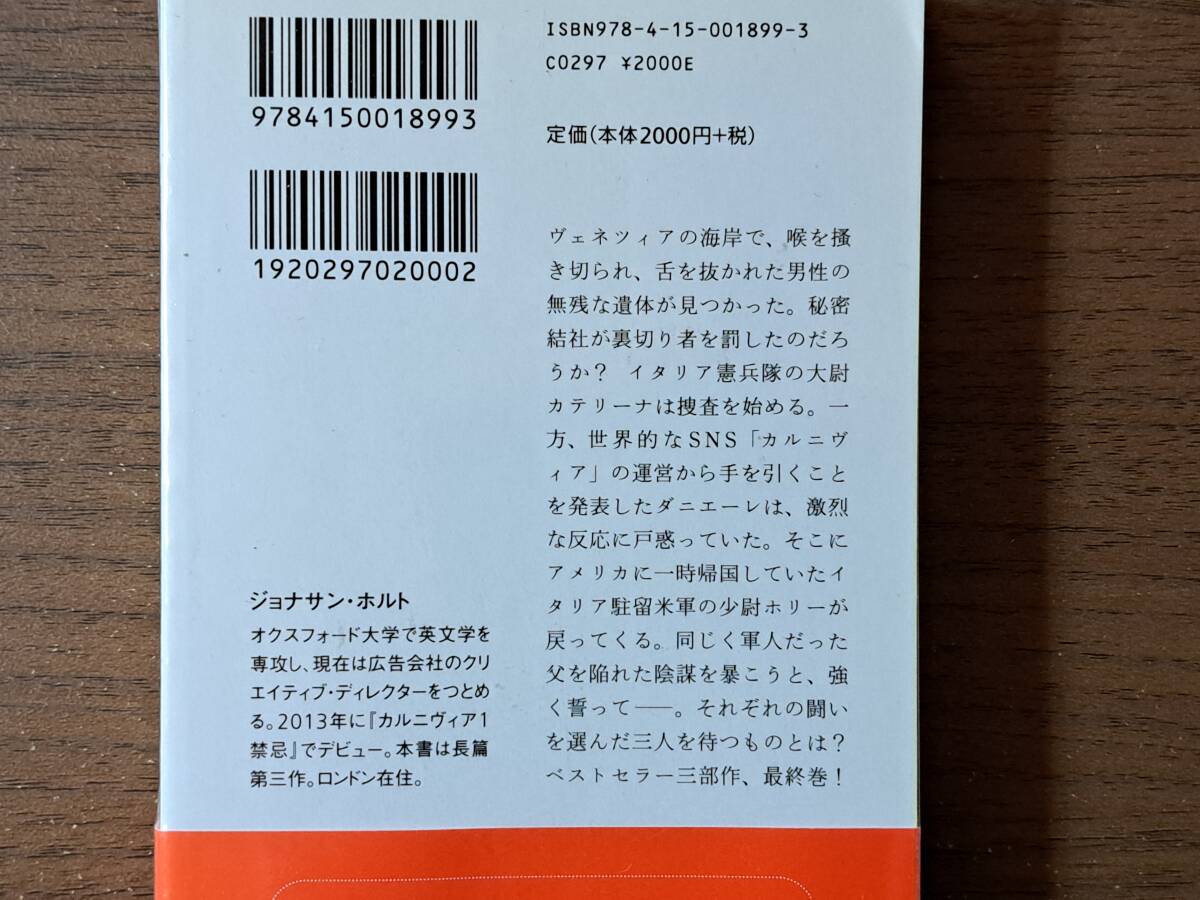 ISBN978-4-15-001899-3
C0297 ¥2000E
9784150018993
定価(本体2000円+税)
1920297020002
ヴェネツィアの海岸で、喉を掻
き切られ、舌を抜かれた男性の
無残な遺体が見つかった。秘密
結社が裏切り者を罰したのだろ
うか? イタリア憲兵隊の大尉
カテリーナは捜査を始める。一
方、世界的なSNS「カルニヴ
ィア」の運営から手を引くこと
を発表したダニエーレは、激烈
な反応に戸惑っていた。そこに
アメリカに一時帰国していたイ
タリア駐留米軍の少尉ホリーが
戻ってくる。同じく軍人だった
父を陥れた陰謀を暴こうと、強
く誓って――。それぞれの闘い
を選んだ三人を待つものとは?
ベストセラー三部作、最終巻!
ジョナサン・ホルト
オクスフォード大学で英文学を
専攻し、現在は広告会社のクリ
エイティブ・ディレクターをつとめ
る。2013年に『カルニヴィア1
禁忌』でデビュー。本書は長篇
第三作。ロンドン在住。